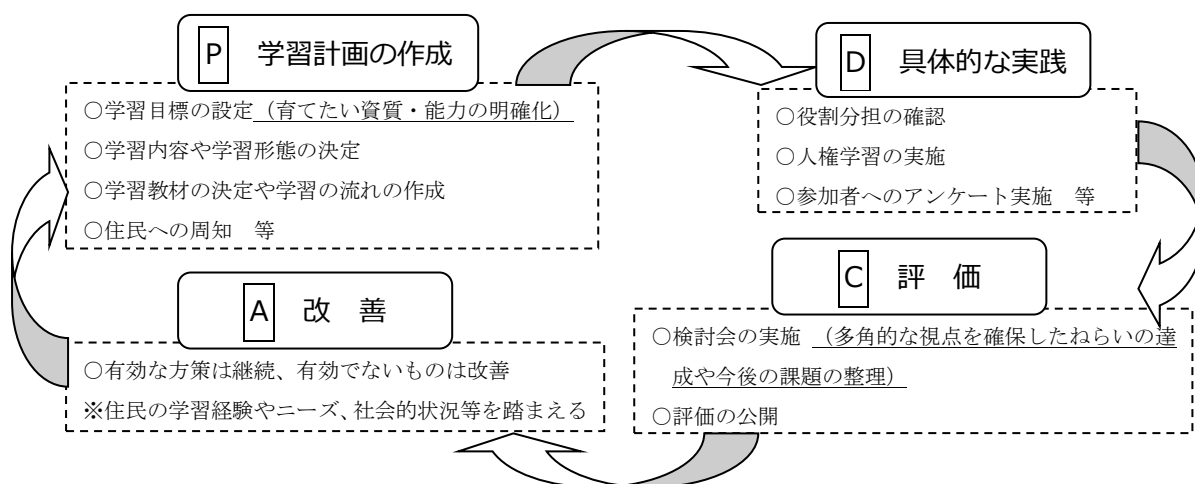 P 学習計画の作成
○学習目標の設定（育てたい資質・能力の明確化）
○学習内容や学習形態の決定
○学習教材の決定や学習の流れの作成
○住民への周知　等
D 具体的な実践
○役割分担の確認
○人権学習の実施
○参加者へのアンケート実施　等
C 評　価
○検討会の実施　（多角的な視点を確保したねらいの達
成や今後の課題の整理）
○評価の公開
A 改　善
○有効な方策は継続、有効でないものは改善
※住民の学習経験やニーズ、社会的状況等を踏まえる